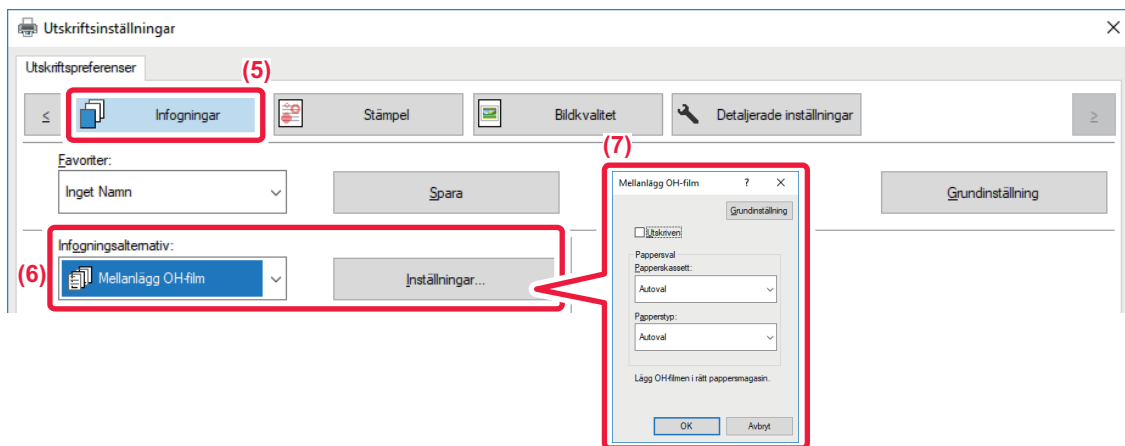 Utskriftsinställningar
Utskriftspreferenser
(5)
< Infogningar Stämpel Bildkvalitet Detaljerade inställningar >
(7)
Favoriter:
Inget Namn Spara Grundinställning
(6)
Infogningsalternativ:
Mellanlägg OH-film Inställningar...
Mellanlägg OH-film ?
Grundinställning
Utskriven
Pappersval
Papperskassett:
Autoval
Papperstyp:
Autoval
Lägg OH-filmen i rätt pappersmagasin.
OK Avbryt